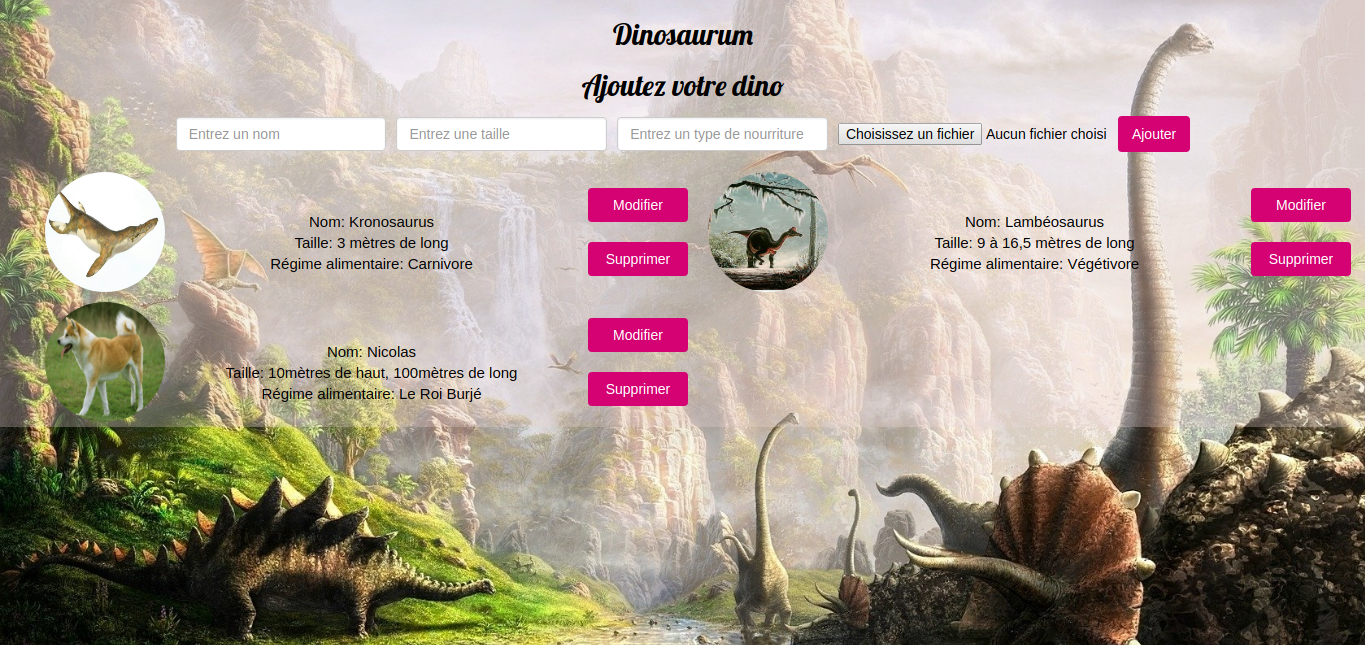 Dinosaurum
Ajoutez votre dino
Entrez un nom
Entrez une taille
Entrez un type de nourriture
Choisissez un fichier Aucun fichier choisi
Ajouter
Nom: Kronosaurus
Taille: 3 mètres de long
Régime alimentaire: Carnivore
Modifier
Supprimer
Nom: Lambéosaurus
Taille: 9 à 16,5 mètres de long
Régime alimentaire: Végétivore
Modifier
Supprimer
Nom: Nicolas
Taille: 10mètres de haut, 100mètres de long
Régime alimentaire: Le Roi Burjé
Modifier
Supprimer